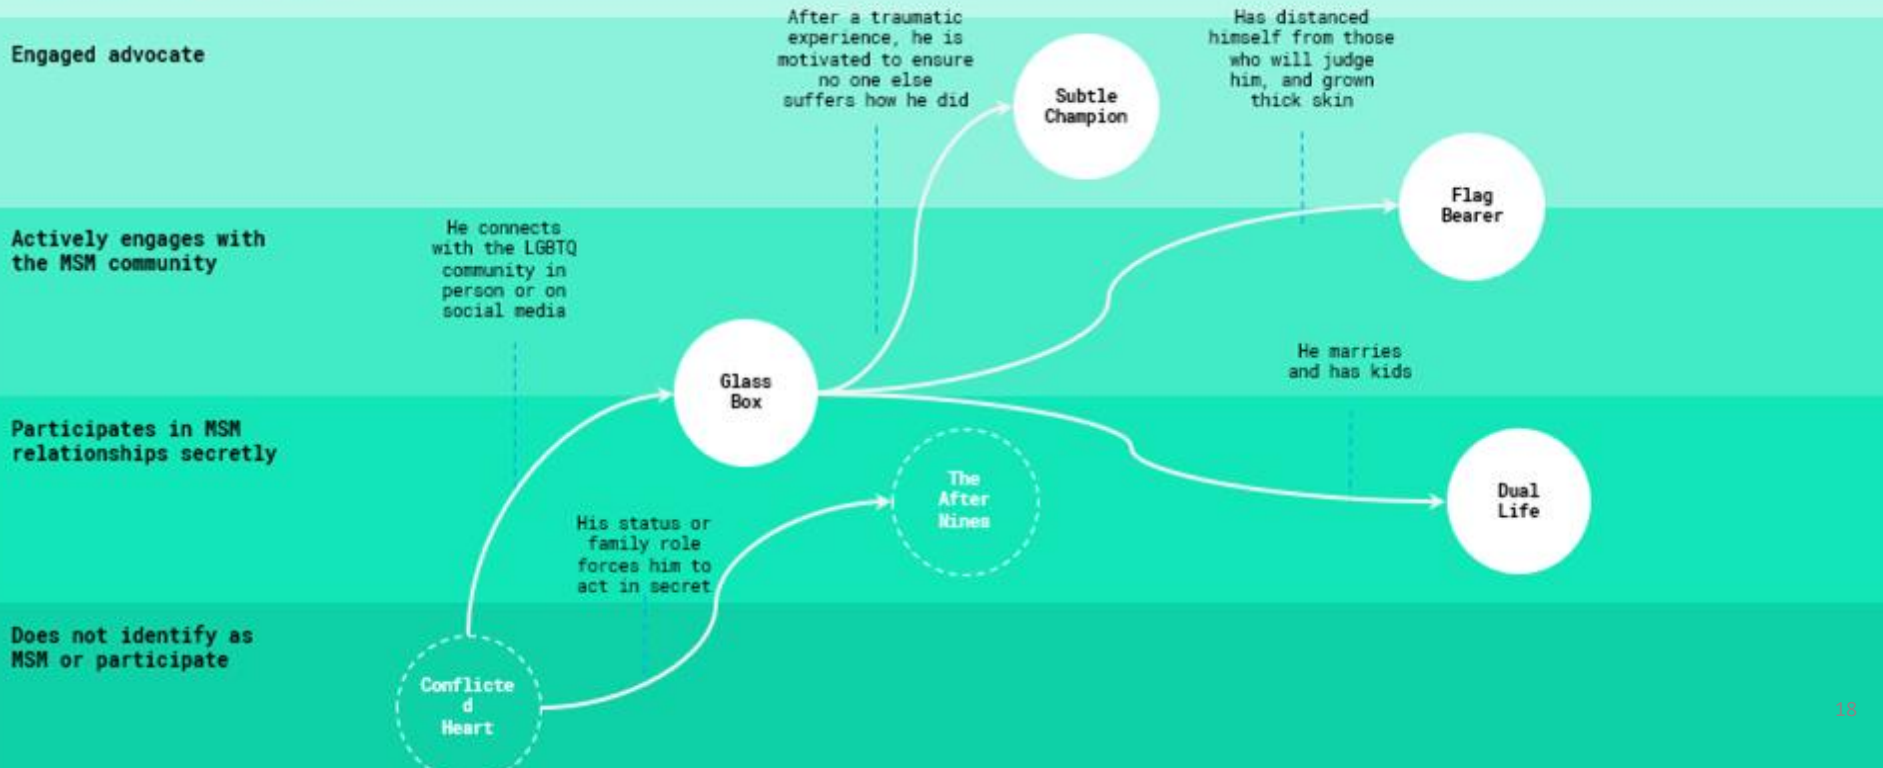 Engaged advocate
After a traumatic
experience, he is
motivated to ensure
no one else
suffers how he did
Subtle
Champion
Has distanced
himself from those
who will judge
him, and grown
thick skin
Flag
Bearer
Actively engages with
the MSM community
He connects
with the LGBTQ
community in
person or on
social media
Glass
Box
He marries
and has kids
Participates in MSM
relationships secretly
The
After
Nines
Dual
Life
His status or
family role
forces him to
act in secret
Does not identify as
MSM or participate
Conflicte
d
Heart
18